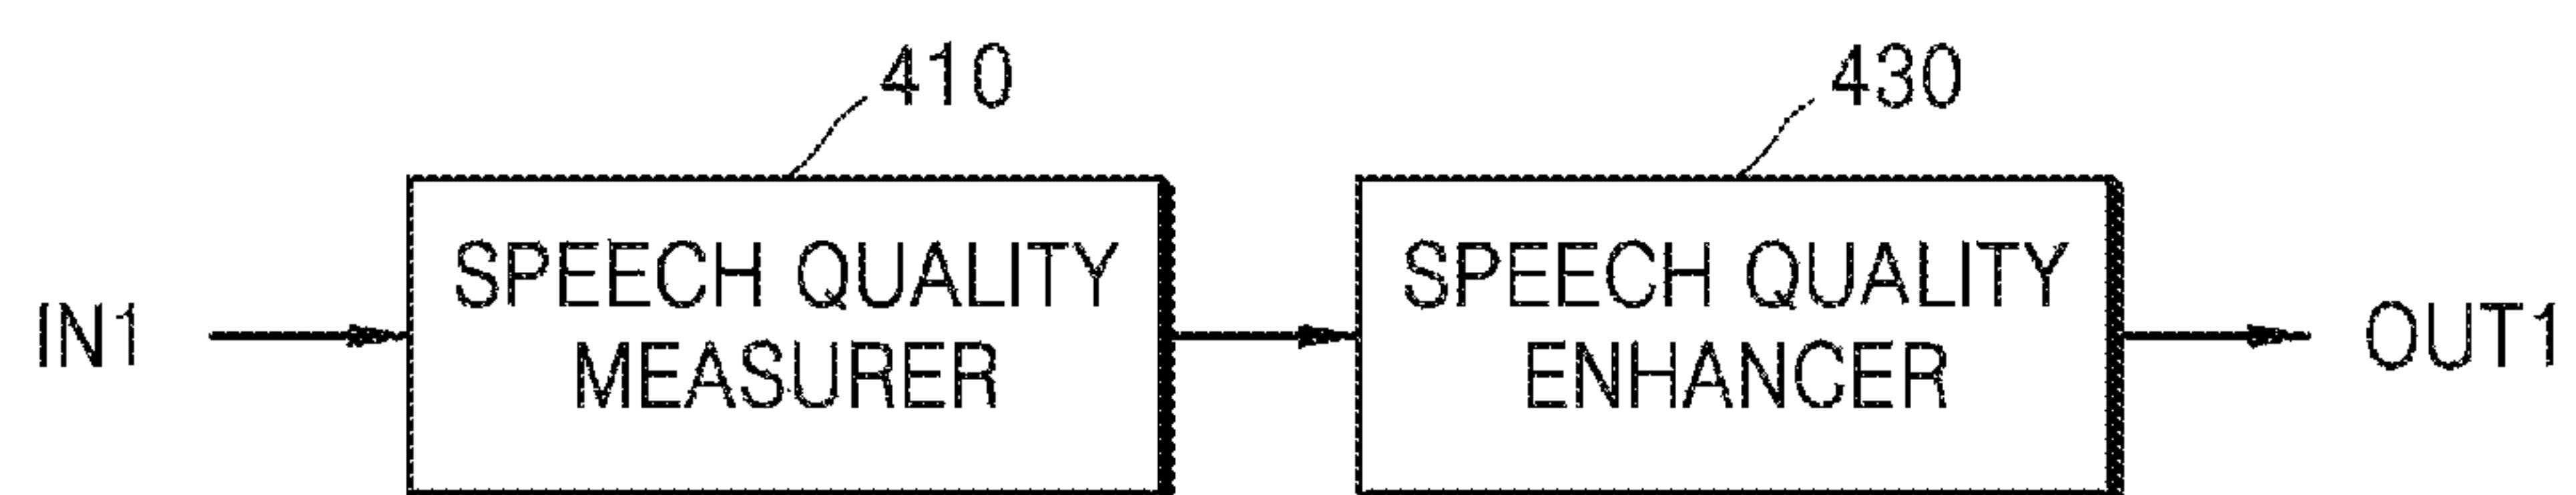 410
430
SPEECH QUALITY
MEASURER
SPEECH QUALITY
ENHANCER
IN1
OUT1